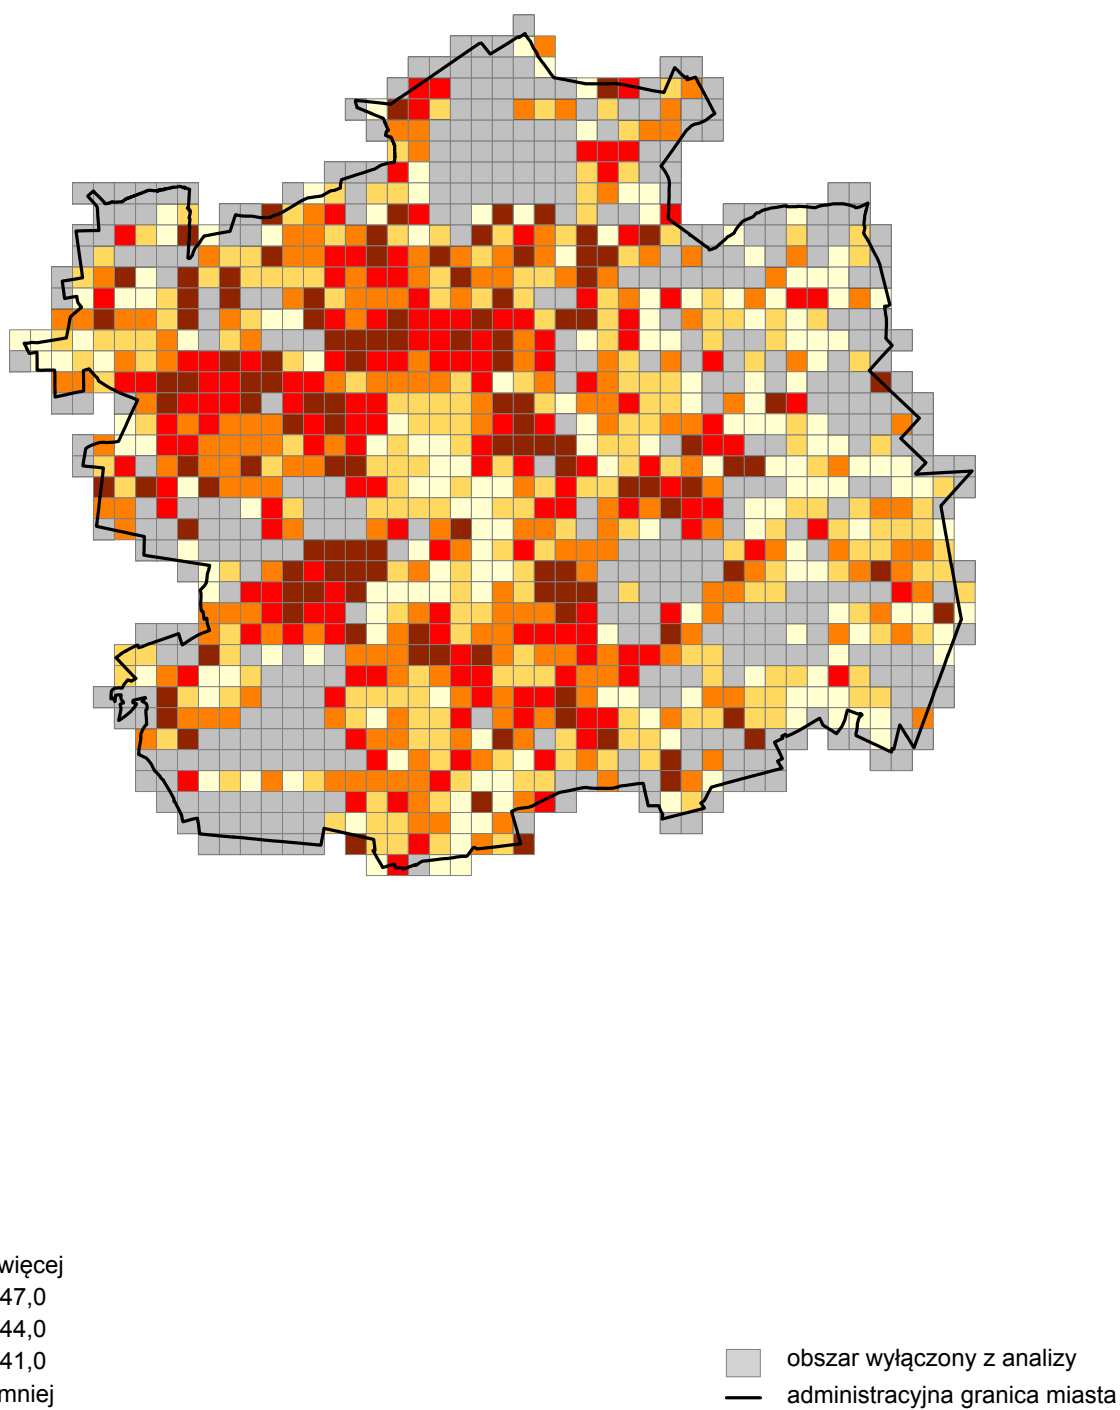 więcej
47,0
44,0
41,0
mniej
obszar wyłączony z analizy
administracyjna granica miasta